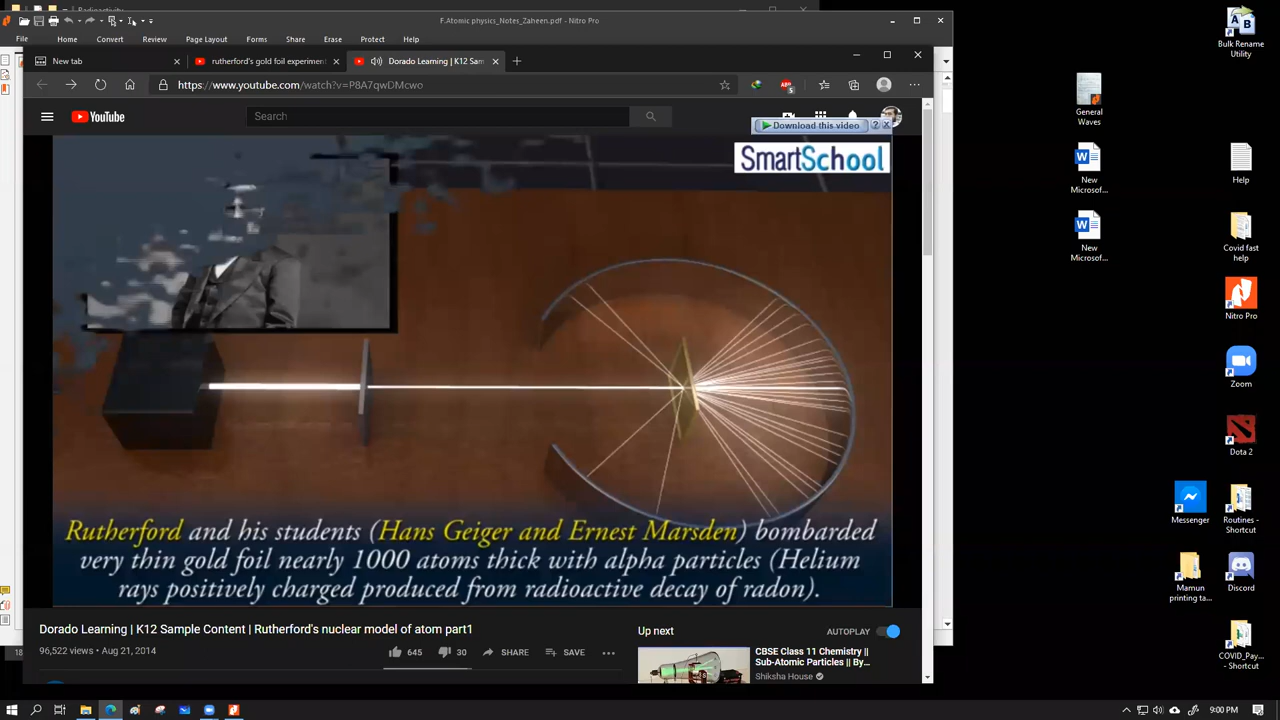 Radioactivity
F.Atomic physics_Notes_Zaheen.pdf - Nitro Pro
File Home Convert Review Page Layout Forms Share Erase Protect Help
New tab
rutherford's gold foil experiment
Dorado Learning | K12 Sam
https://www.youtube.com/watch?v=P8A7qwDMcwo
ABP
5
YouTube
Search
Download this video
?
SmartSchool
Rutherford and his students (Hans Geiger and Ernest Marsden) bombarded
very thin gold foil nearly 1000 atoms thick with alpha particles (Helium
rays positively charged produced from radioactive decay of radon).
Dorado Learning | K12 Sample Content | Rutherford's nuclear model of atom part1
96,522 views • Aug 21, 2014
645
30
SHARE
SAVE
Up next
AUTOPLAY
CBSE Class 11 Chemistry ||
Sub-Atomic Particles || By...
Shiksha House
Bulk Rename
Utility
General
Waves
New
Microsof...
Help
New
Microsof...
Covid fast
help
Nitro Pro
Zoom
Dota 2
Messenger
Routines -
Shortcut
Mamun
printing ta...
Discord
COVID_Pay...
- Shortcut
9:00 PM